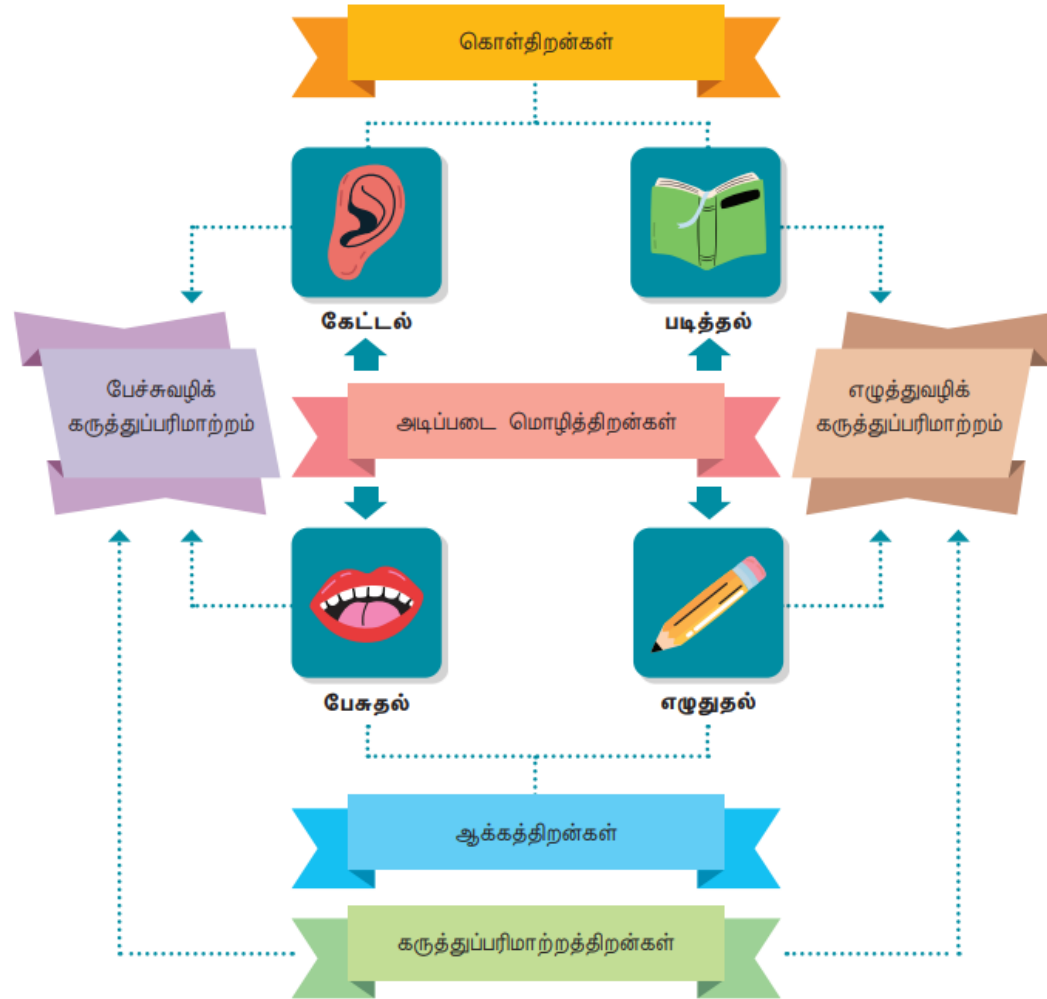 கொள்திறன்கள்
கேட்டல்
படித்தல்
பேச்சுவழிக்
கருத்துப்பரிமாற்றம்
அடிப்படை மொழித்திறன்கள்
எழுத்துவழிக்
கருத்துப்பரிமாற்றம்
பேசுதல்
எழுதுதல்
ஆக்கத்திறன்கள்
கருத்துப்பரிமாற்றத்திறன்கள்